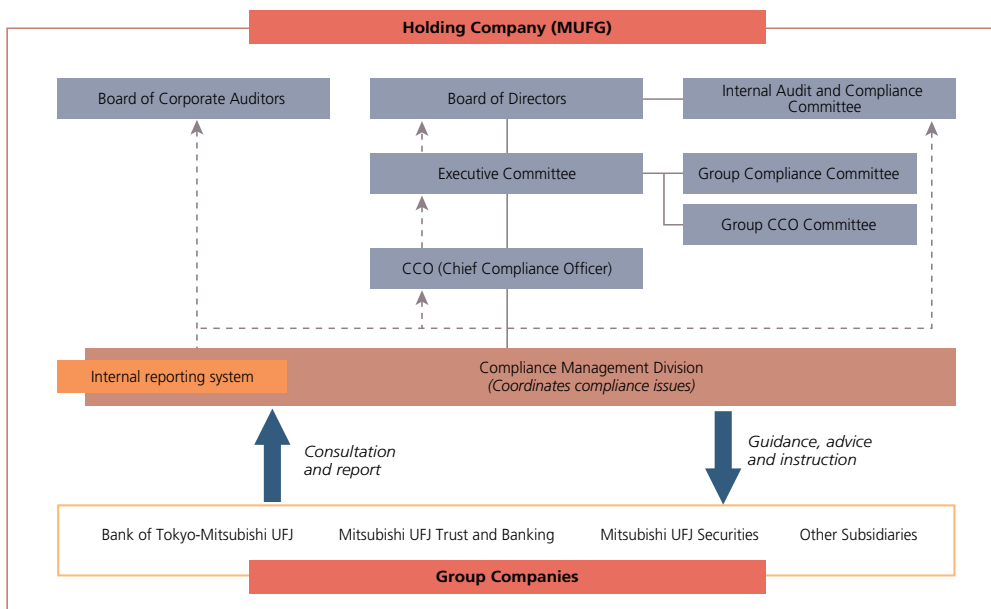 Holding Company (MUFG)
Board of Corporate Auditors
Board of Directors
Internal Audit and Compliance
Committee
Executive Committee
Group Compliance Committee
Group CCO Committee
CCO (Chief Compliance Officer)
Internal reporting system
Compliance Management Division
(Coordinates compliance issues)
Consultation
and report
Guidance, advice
and instruction
Bank of Tokyo-Mitsubishi UFJ
Mitsubishi UFJ Trust and Banking
Mitsubishi UFJ Securities
Other Subsidiaries
Group Companies